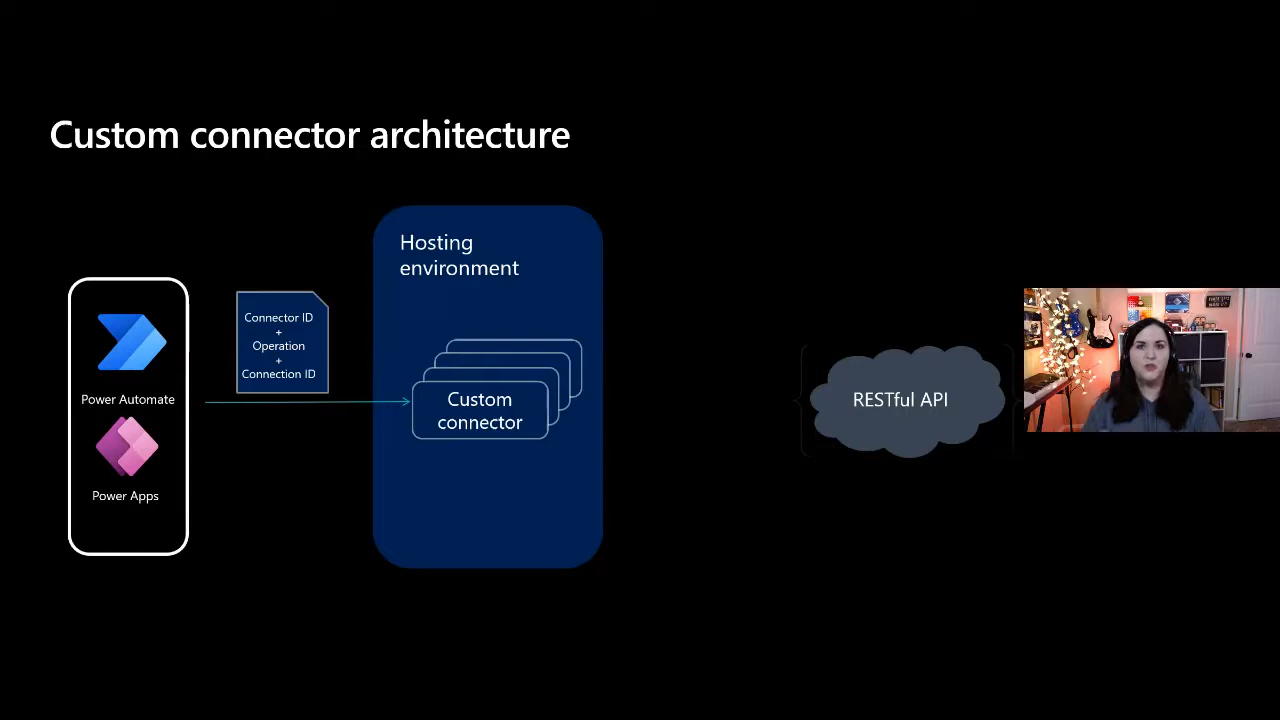 Custom connector architecture
Hosting
environment
Connector ID
+
Operation
+
Connection ID
Power Automate
Power Apps
Custom
connector
RESTful API